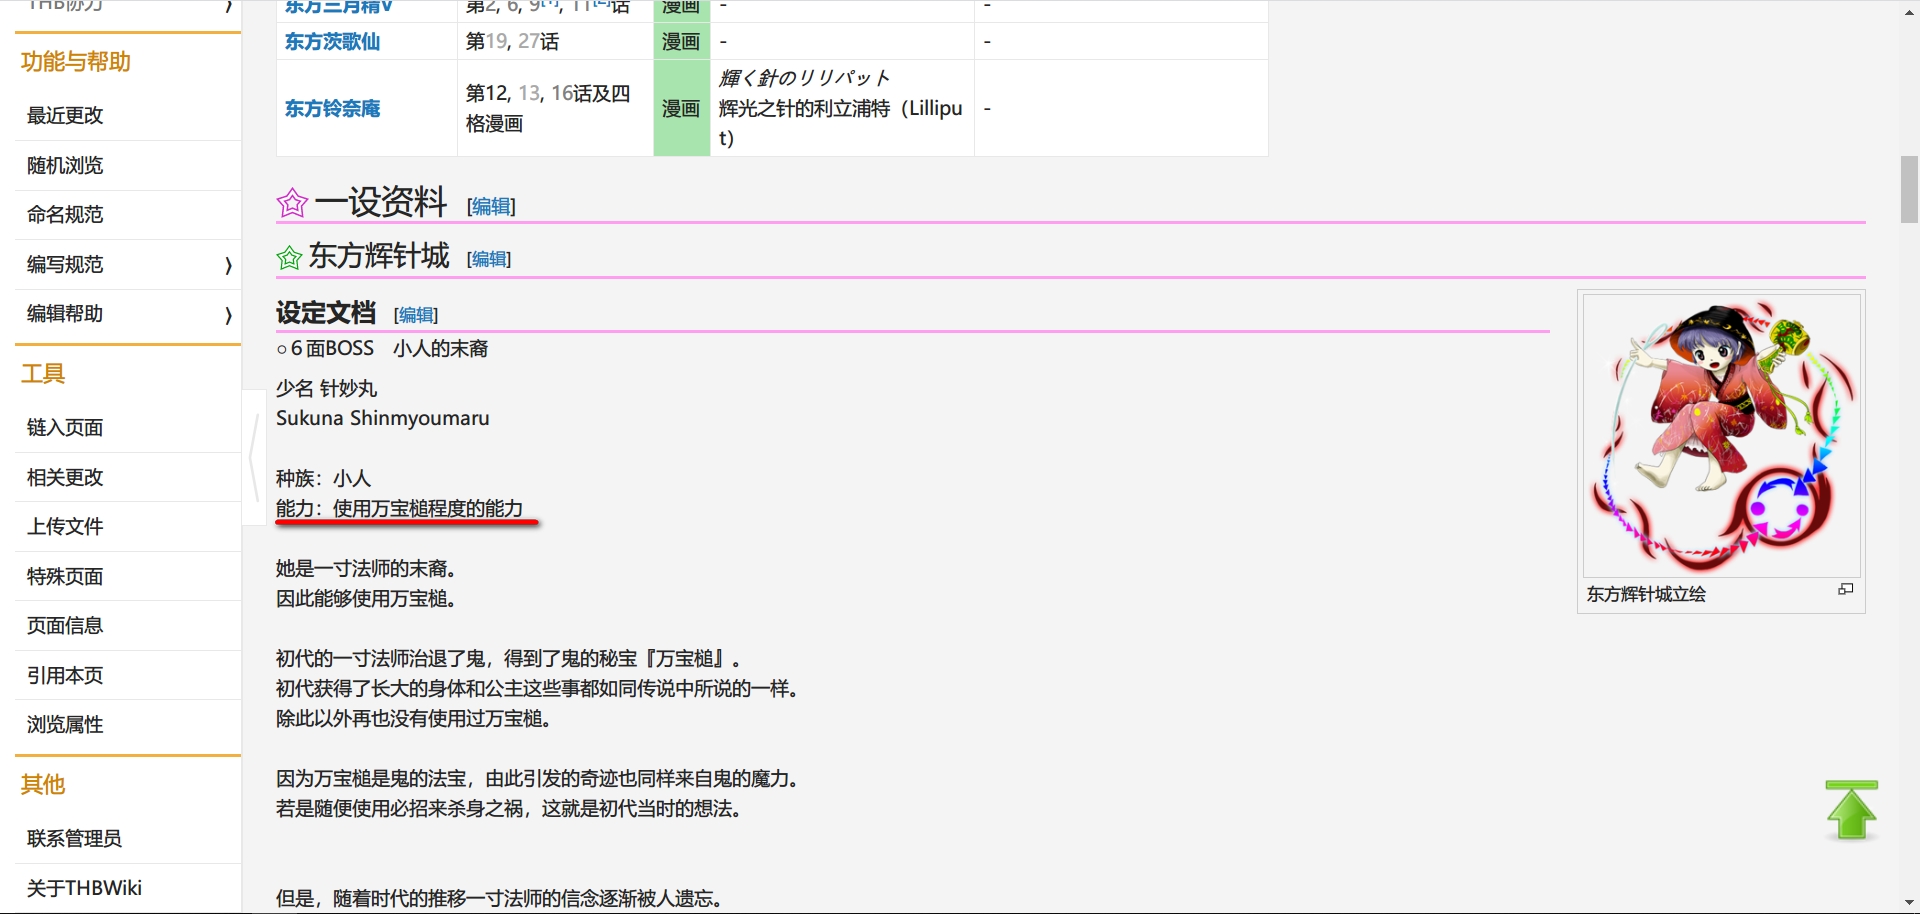 THB协力
功能与帮助
最近更改
随机浏览
命名规范
编写规范
编辑帮助
工具
链入页面
相关更改
上传文件
特殊页面
页面信息
引用本页
浏览属性
其他
联系管理员
关于THBWiki
东方三月精V 第2, 6, 9[1], 11[2]话 漫画 - -
东方茨歌仙 第19, 27话 漫画 - -
东方铃奈庵 第12, 13, 16话及四
格漫画 漫画 輝く針のリリパット
辉光之针的利立浦特（Lillipu
t） -
一设资料 [编辑]
东方辉针城 [编辑]
设定文档 [编辑]
○６面BOSS　小人的末裔
少名 针妙丸
Sukuna Shinmyoumaru
种族：小人
能力：使用万宝槌程度的能力
她是一寸法师的末裔。
因此能够使用万宝槌。
初代的一寸法师治退了鬼，得到了鬼的秘宝『万宝槌』。
初代获得了长大的身体和公主这些事都如同传说中所说的一样。
除此以外再也没有使用过万宝槌。
因为万宝槌是鬼的法宝，由此引发的奇迹也同样来自鬼的魔力。
若是随便使用必招来杀身之祸，这就是初代当时的想法。
但是，随着时代的推移一寸法师的信念逐渐被人遗忘。
东方辉针城立绘